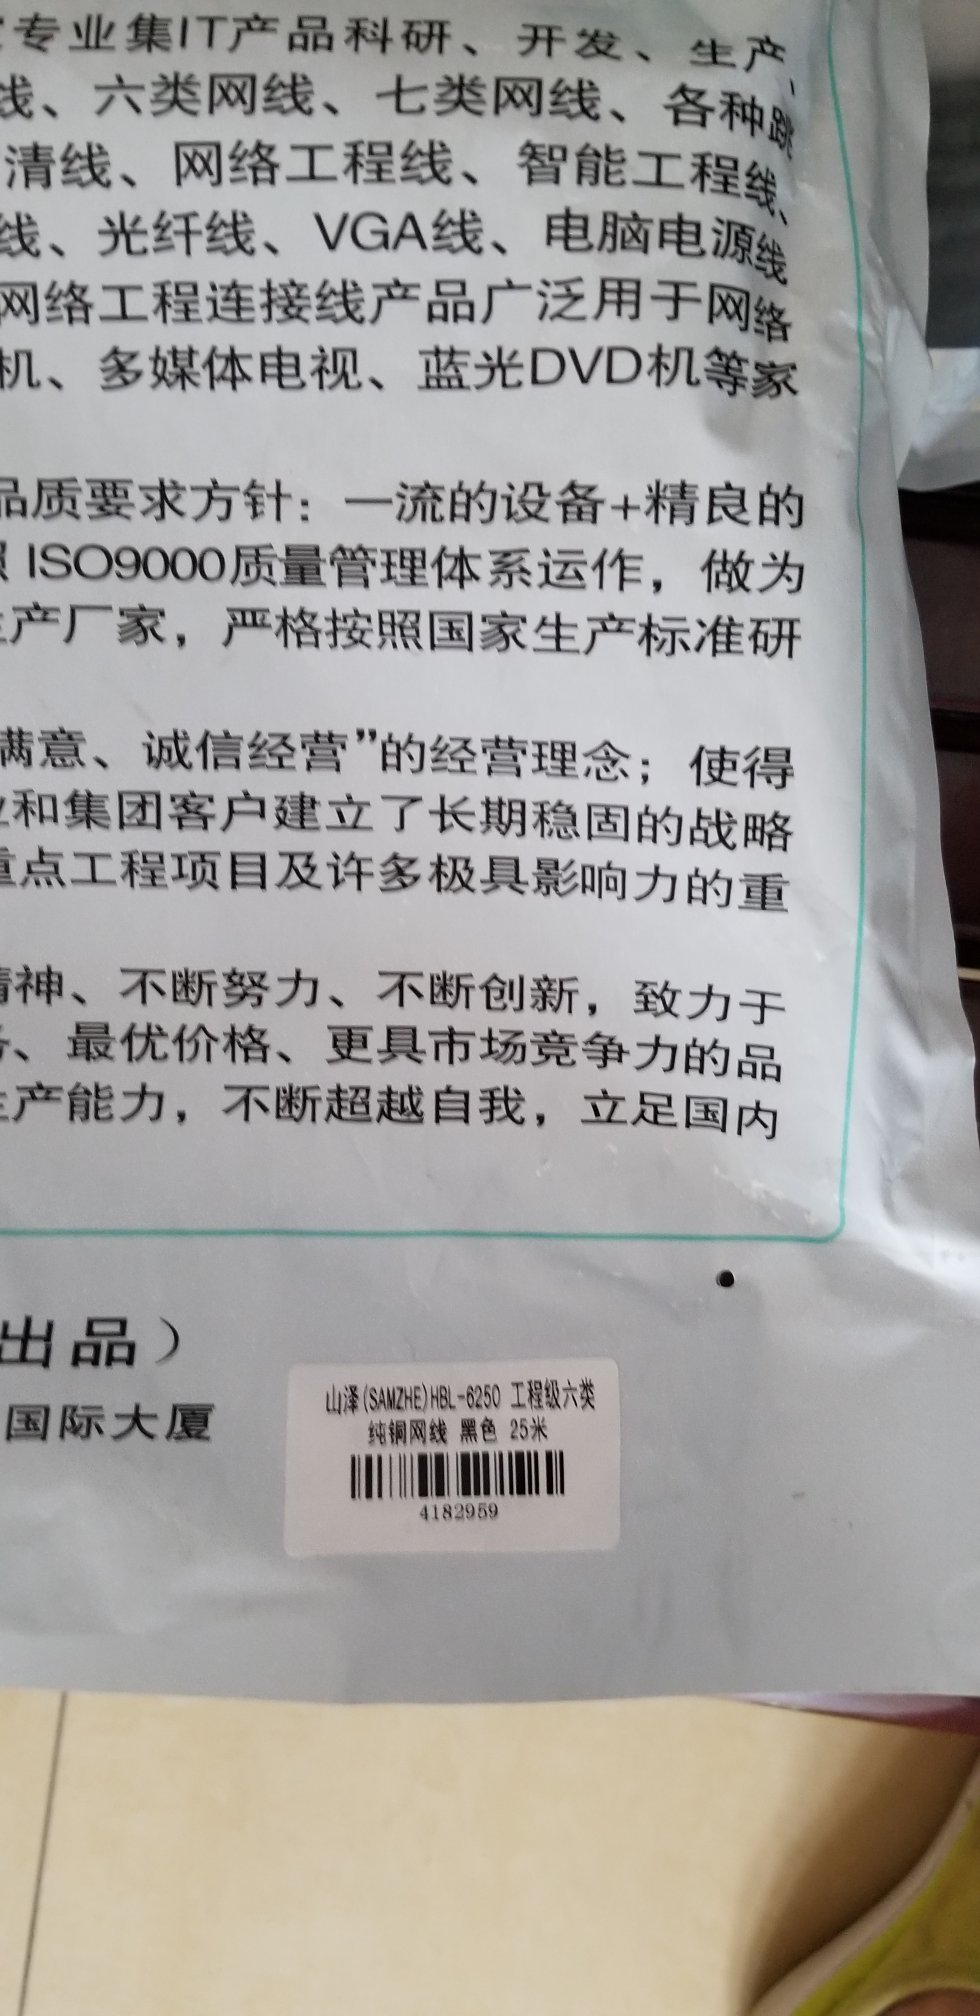 专业集IT产品科研、开发、生产、
线、六类网线、七类网线、各种跳
清线、网络工程线、智能工程线、
线、光纤线、VGA线、电脑电源线
网络工程连接线产品广泛用于网络
机、多媒体电视、蓝光DVD机等家
品质要求方针：一流的设备+精良的
照ISO9000质量管理体系运作，做为
生产厂家，严格按照国家生产标准研
满意、诚信经营”的经营理念；使得
业和集团客户建立了长期稳固的战略
重点工程项目及许多极具影响力的重
精神、不断努力、不断创新，致力于
、最优价格、更具市场竞争力的品
生产能力，不断超越自我，立足国内
出品）
国际大厦
山泽(SAMZHE)HBL-6250 工程级六类
纯铜网线 黑色 25米
4182959